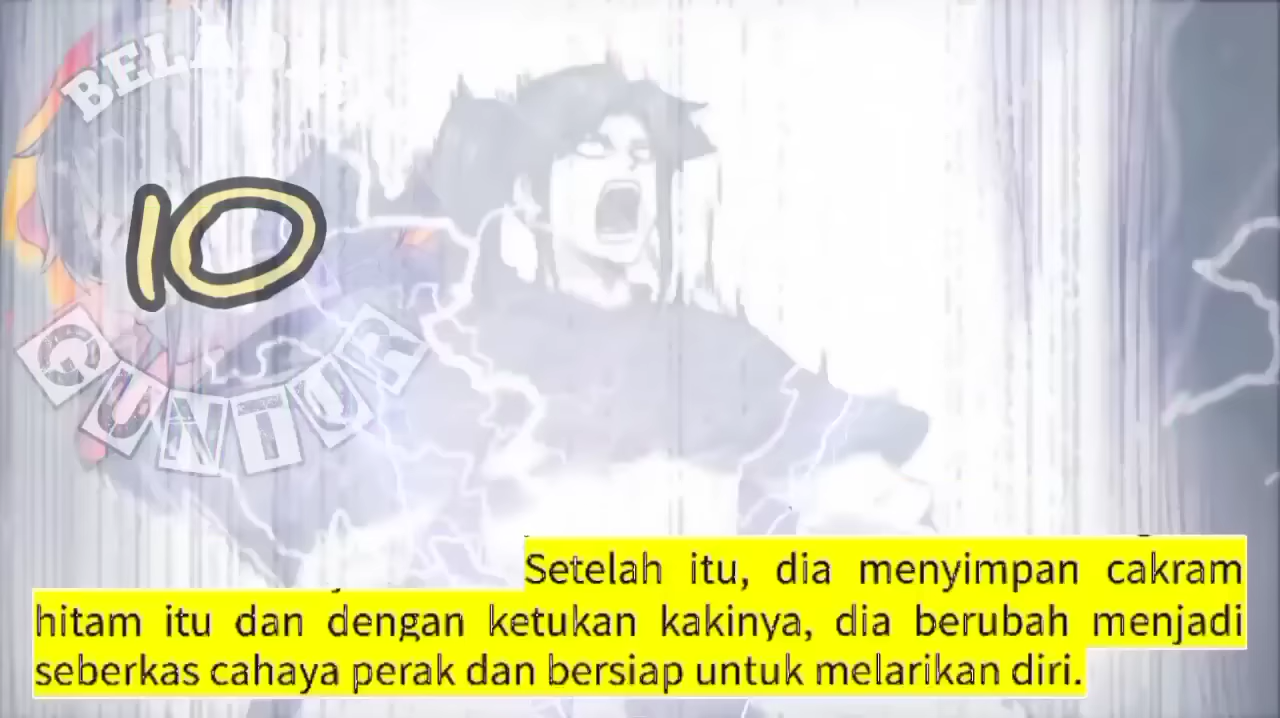 10
GUNTUR
Setelah itu, dia menyimpan cakram
hitam itu dan dengan ketukan kakinya, dia berubah menjadi
seberkas cahaya perak dan bersiap untuk melarikan diri.